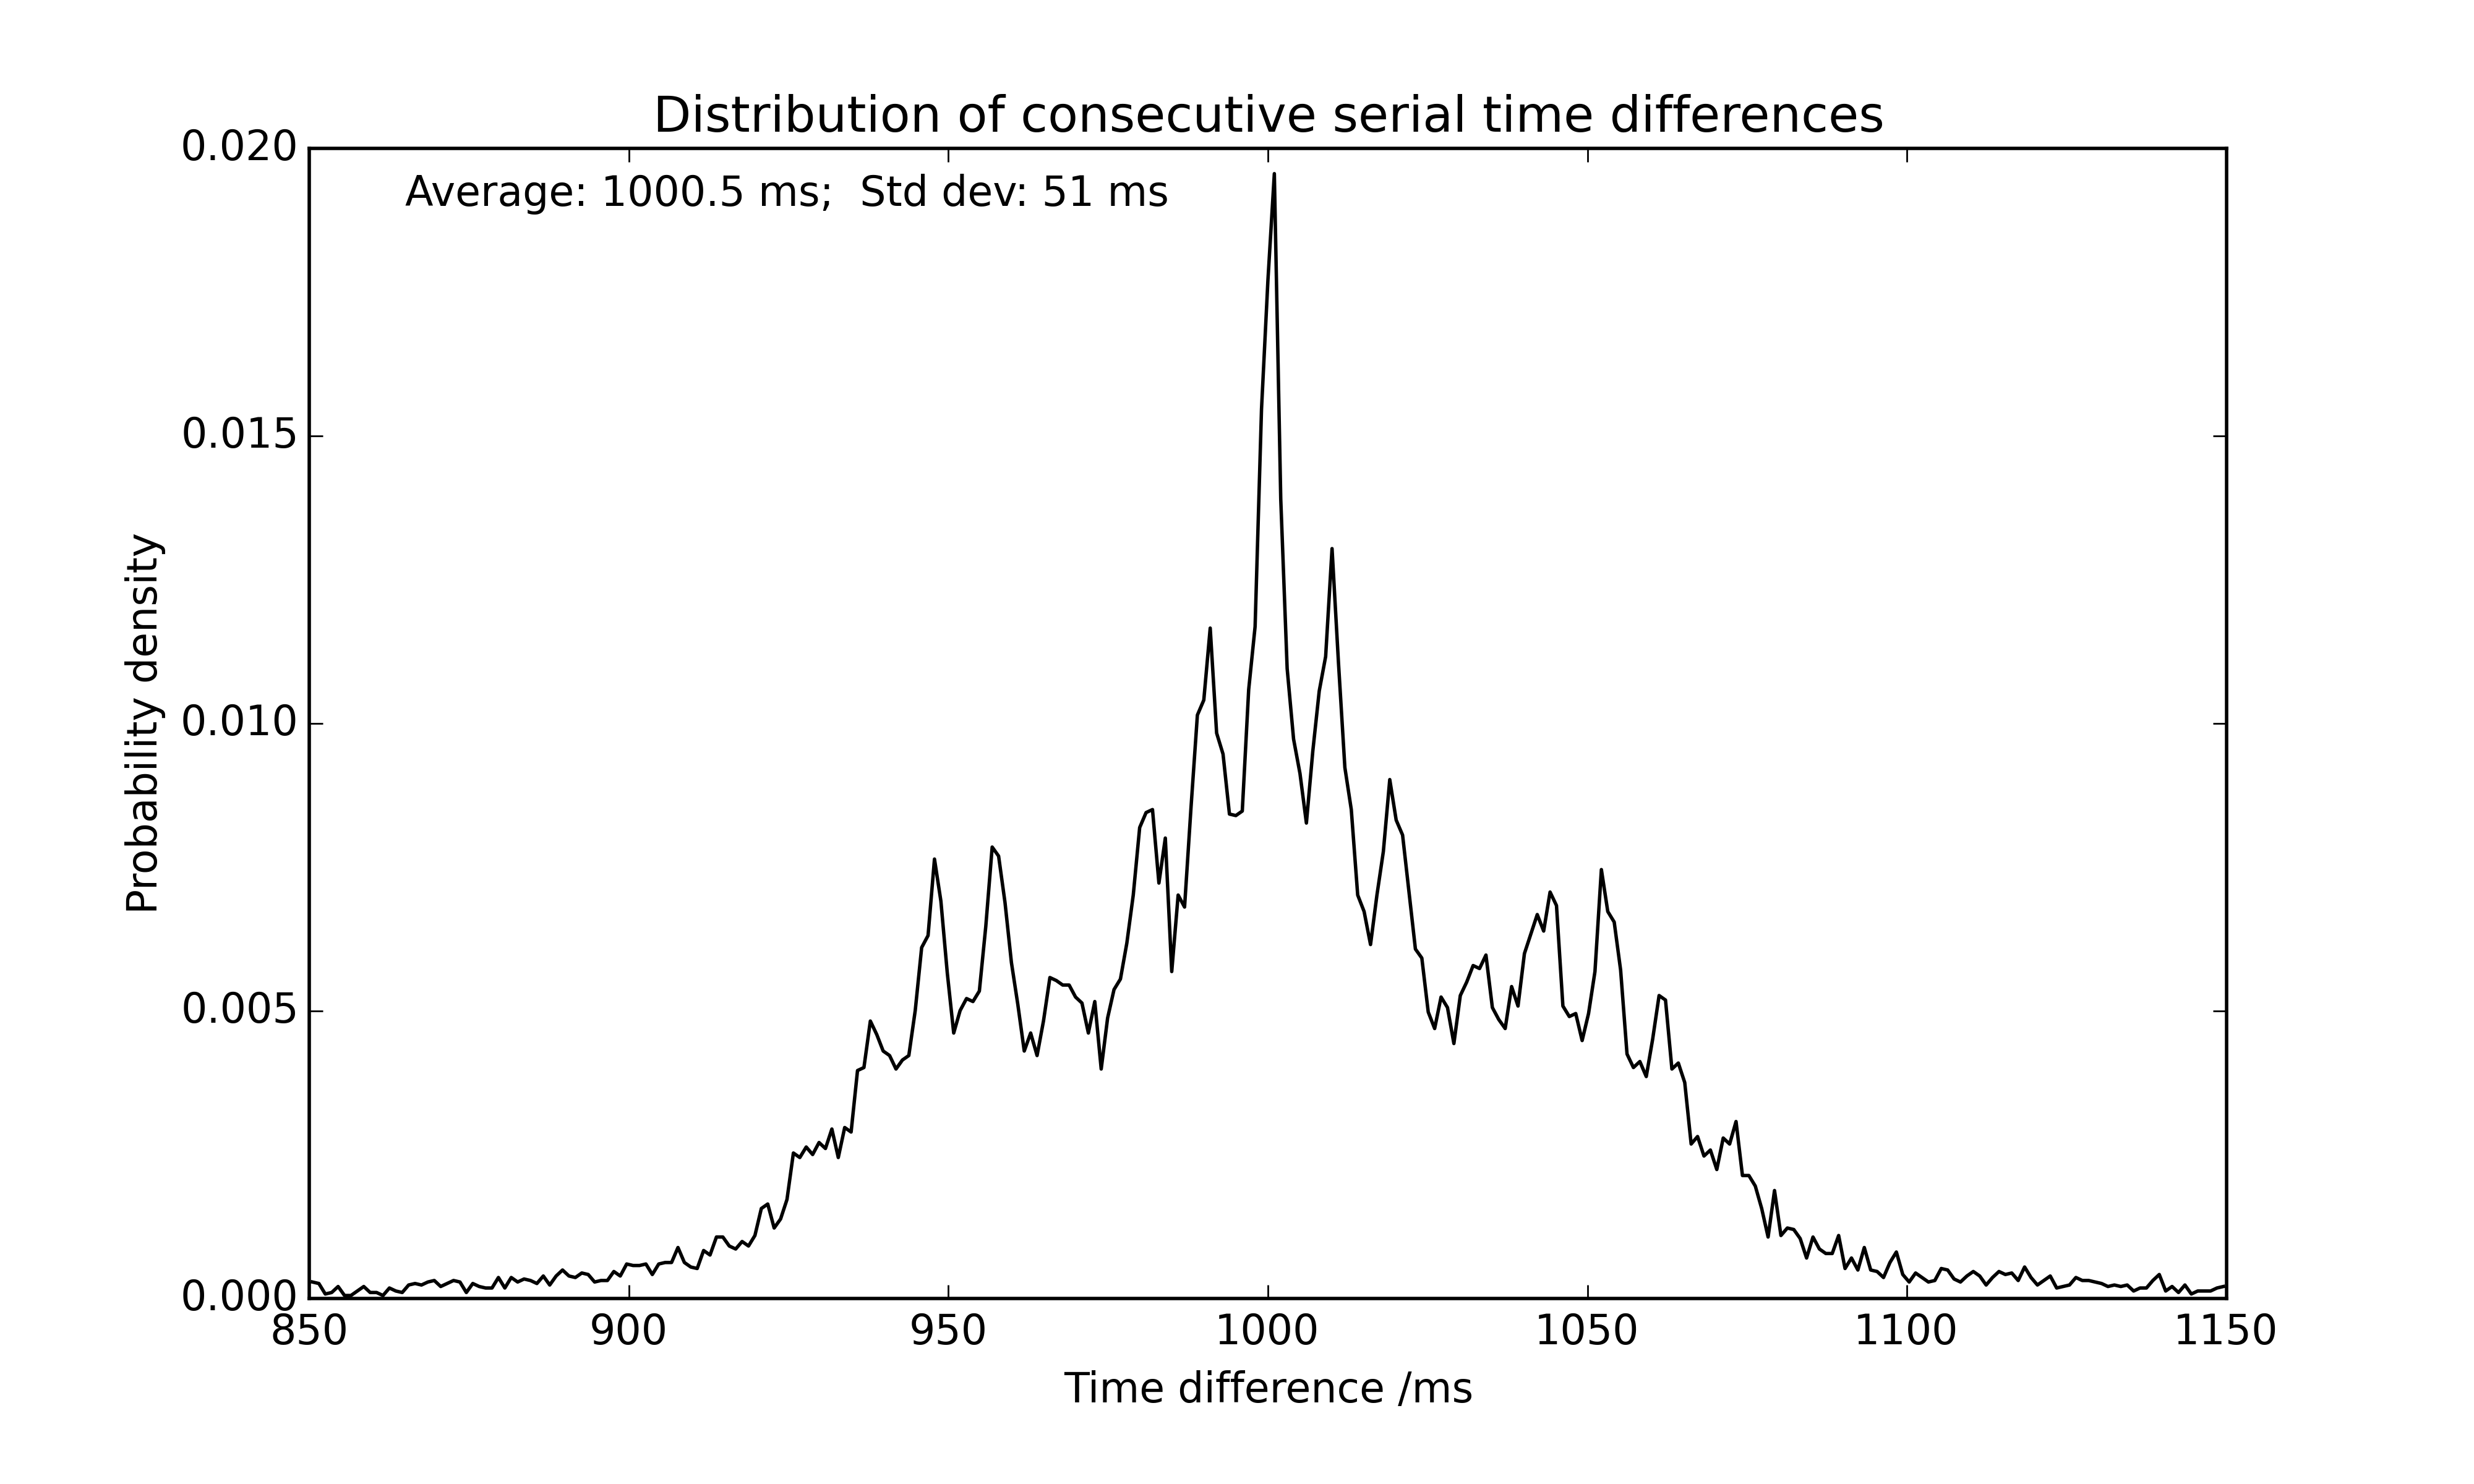 Distribution of consecutive serial time differences
Average: 1000.5 ms;  Std dev: 51 ms
0.020
0.015
0.010
0.005
0.000
Probability density
850 900 950 1000 1050 1100 1150
Time difference /ms